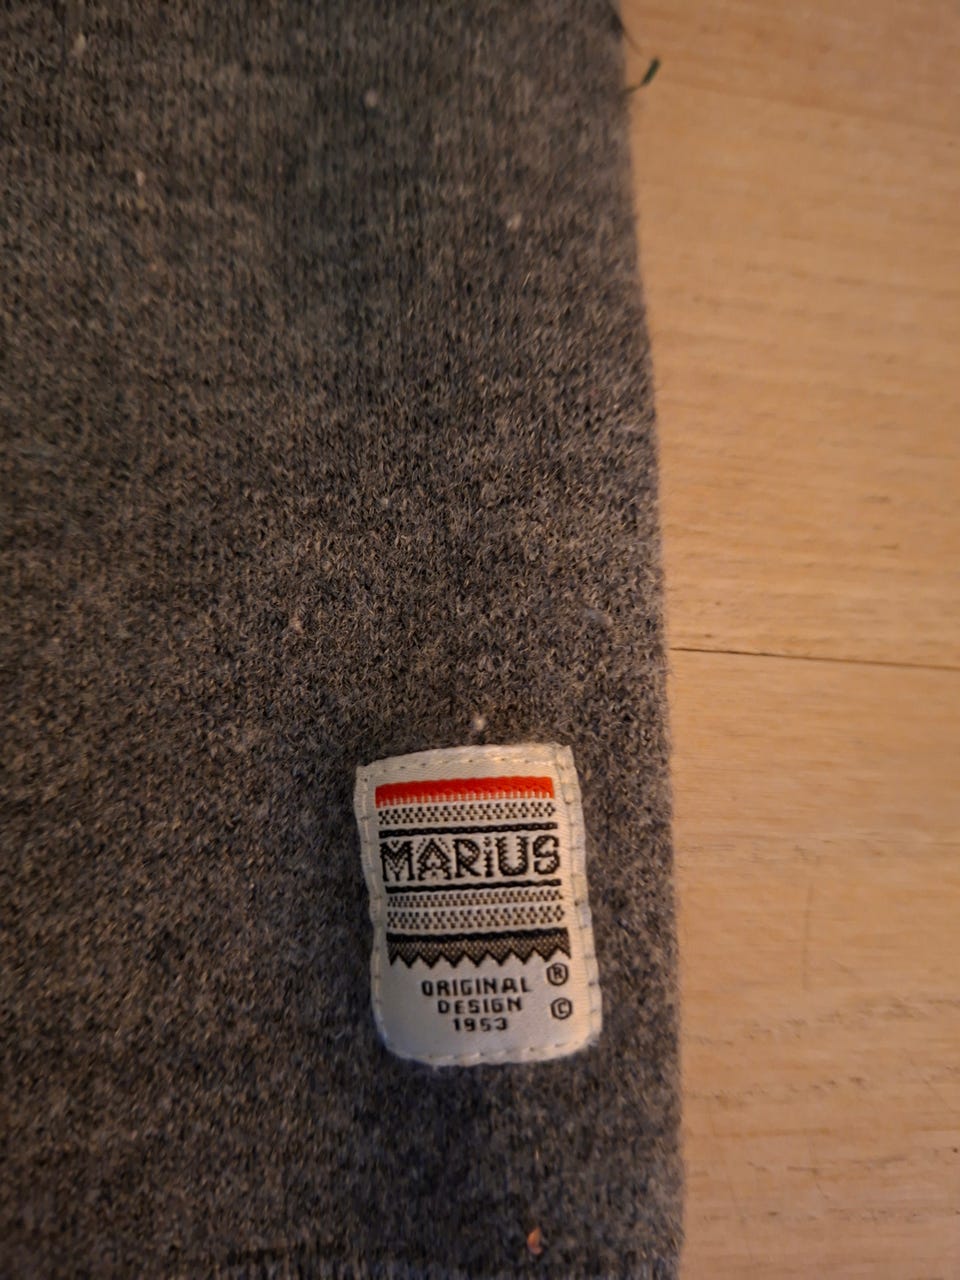 MARiUS
ORIGINAL ®
DESIGN ©
1953